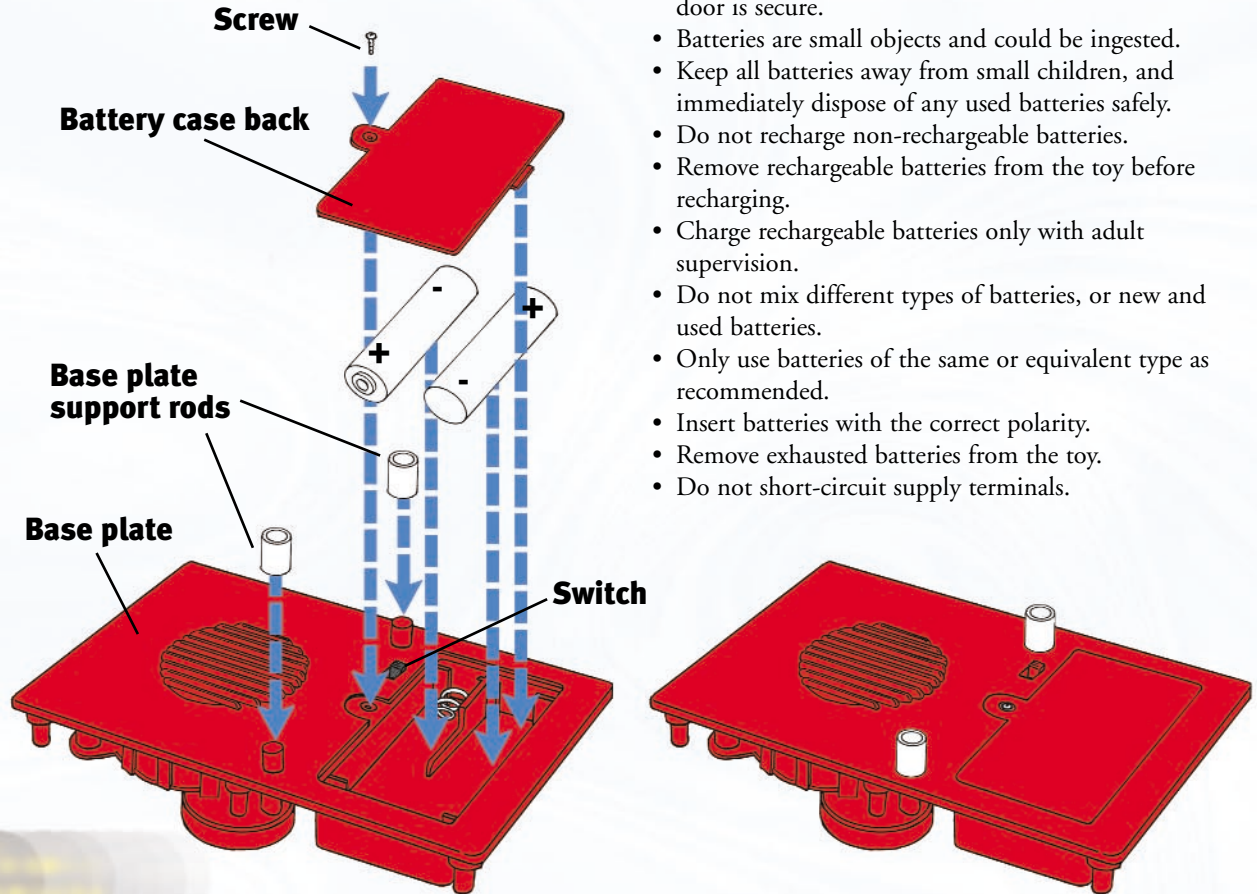 Screw
Battery case back
Base plate
support rods
Base plate
Switch
-
+
+
-
door is secure.
• Batteries are small objects and could be ingested.
• Keep all batteries away from small children, and
immediately dispose of any used batteries safely.
• Do not recharge non-rechargeable batteries.
• Remove rechargeable batteries from the toy before
recharging.
• Charge rechargeable batteries only with adult
supervision.
• Do not mix different types of batteries, or new and
used batteries.
• Only use batteries of the same or equivalent type as
recommended.
• Insert batteries with the correct polarity.
• Remove exhausted batteries from the toy.
• Do not short-circuit supply terminals.